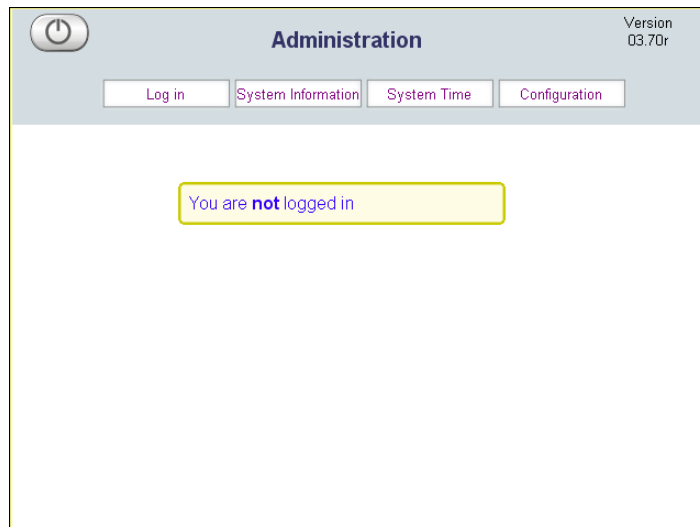 Administration
Version
03.70r
Log in
System Information
System Time
Configuration
You are not logged in